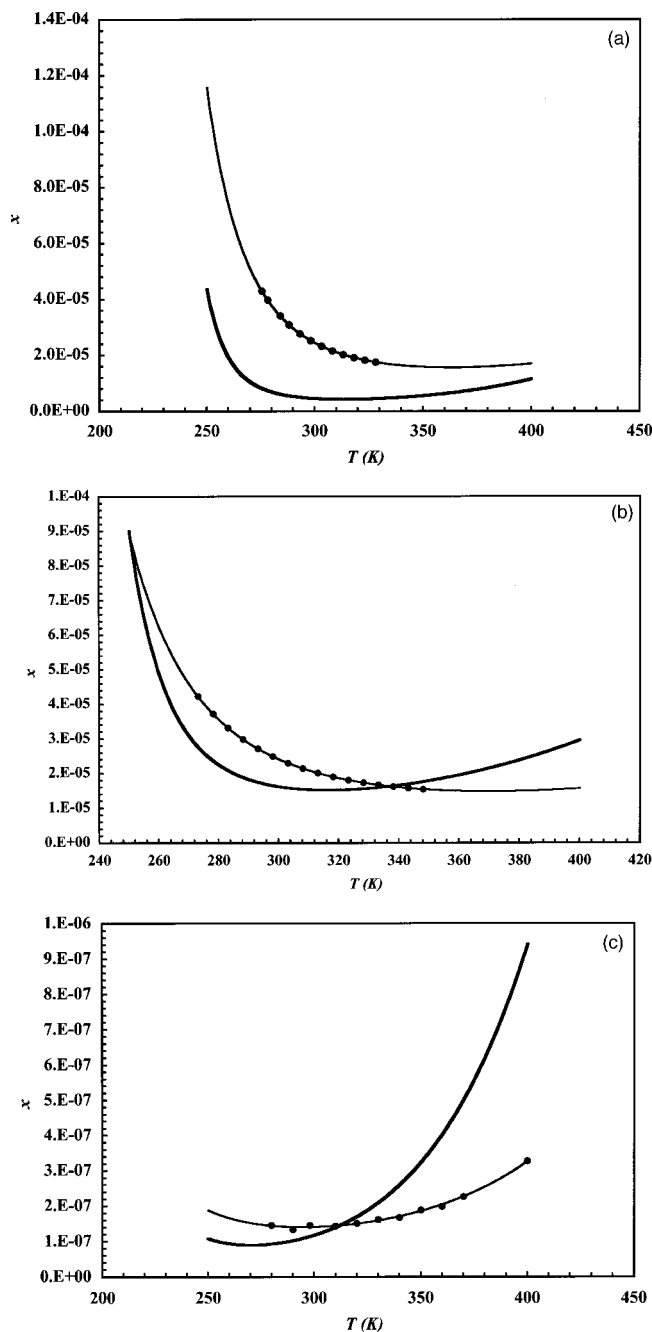 (a)
1.4E-04
1.2E-04
1.0E-04
8.0E-05
6.0E-05
4.0E-05
2.0E-05
0.0E+00
x
200 250 300 350 400 450
T (K)
(b)
1.E-04
9.E-05
8.E-05
7.E-05
6.E-05
5.E-05
4.E-05
3.E-05
2.E-05
1.E-05
0.E+00
x
240 260 280 300 320 340 360 380 400 420
T (K)
(c)
1.E-06
9.E-07
8.E-07
7.E-07
6.E-07
5.E-07
4.E-07
3.E-07
2.E-07
1.E-07
0.E+00
x
200 250 300 350 400 450
T (K)